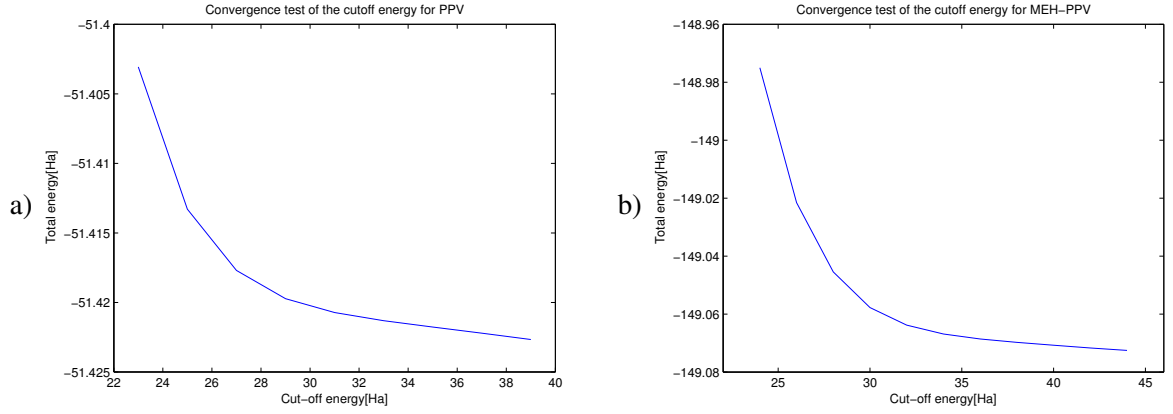 a)
Convergence test of the cutoff energy for PPV
Total energy[Ha]
−51.4
−51.405
−51.41
−51.415
−51.42
−51.425
22 24 26 28 30 32 34 36 38 40
Cut−off energy[Ha]
b)
Convergence test of the cutoff energy for MEH−PPV
Total energy[Ha]
−148.96
−148.98
−149
−149.02
−149.04
−149.06
−149.08
25 30 35 40 45
Cut−off energy[Ha]